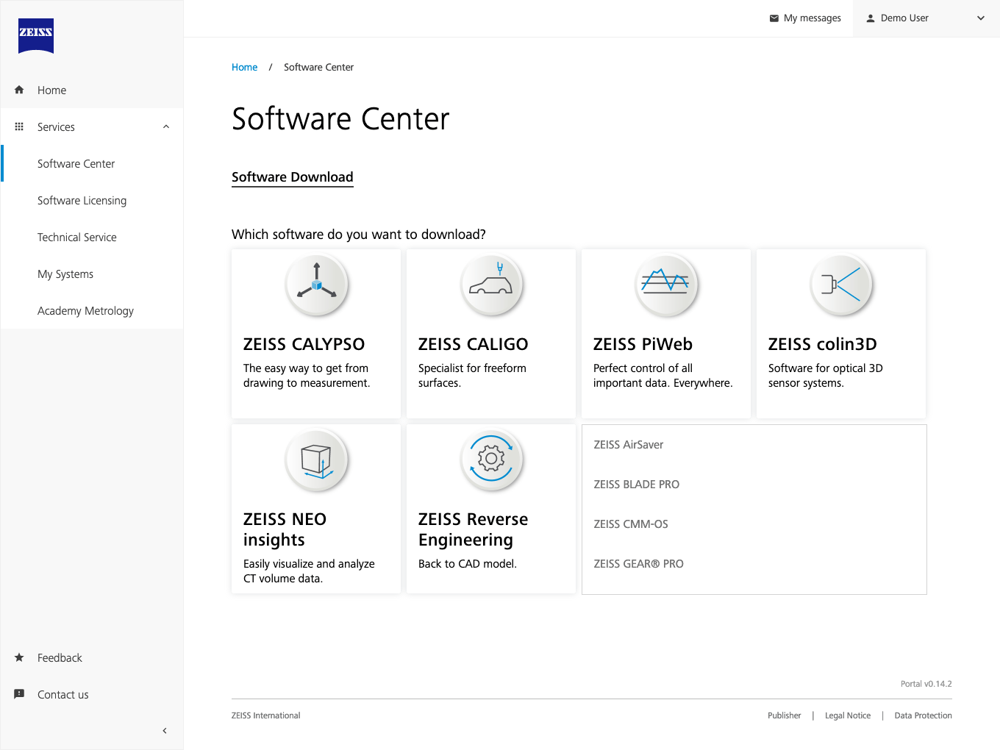 ZEISS
My messages
Demo User
Home / Software Center
Home
Services
Software Center
Software Licensing
Technical Service
My Systems
Academy Metrology
Software Center
Software Download
Which software do you want to download?
ZEISS CALYPSO
The easy way to get from
drawing to measurement.
ZEISS CALIGO
Specialist for freeform
surfaces.
ZEISS PiWeb
Perfect control of all
important data. Everywhere.
ZEISS colin3D
Software for optical 3D
sensor systems.
ZEISS NEO
insights
Easily visualize and analyze
CT volume data.
ZEISS Reverse
Engineering
Back to CAD model.
ZEISS AirSaver
ZEISS BLADE PRO
ZEISS CMM-OS
ZEISS GEAR® PRO
Feedback
Contact us
Portal v0.14.2
ZEISS International
Publisher | Legal Notice | Data Protection